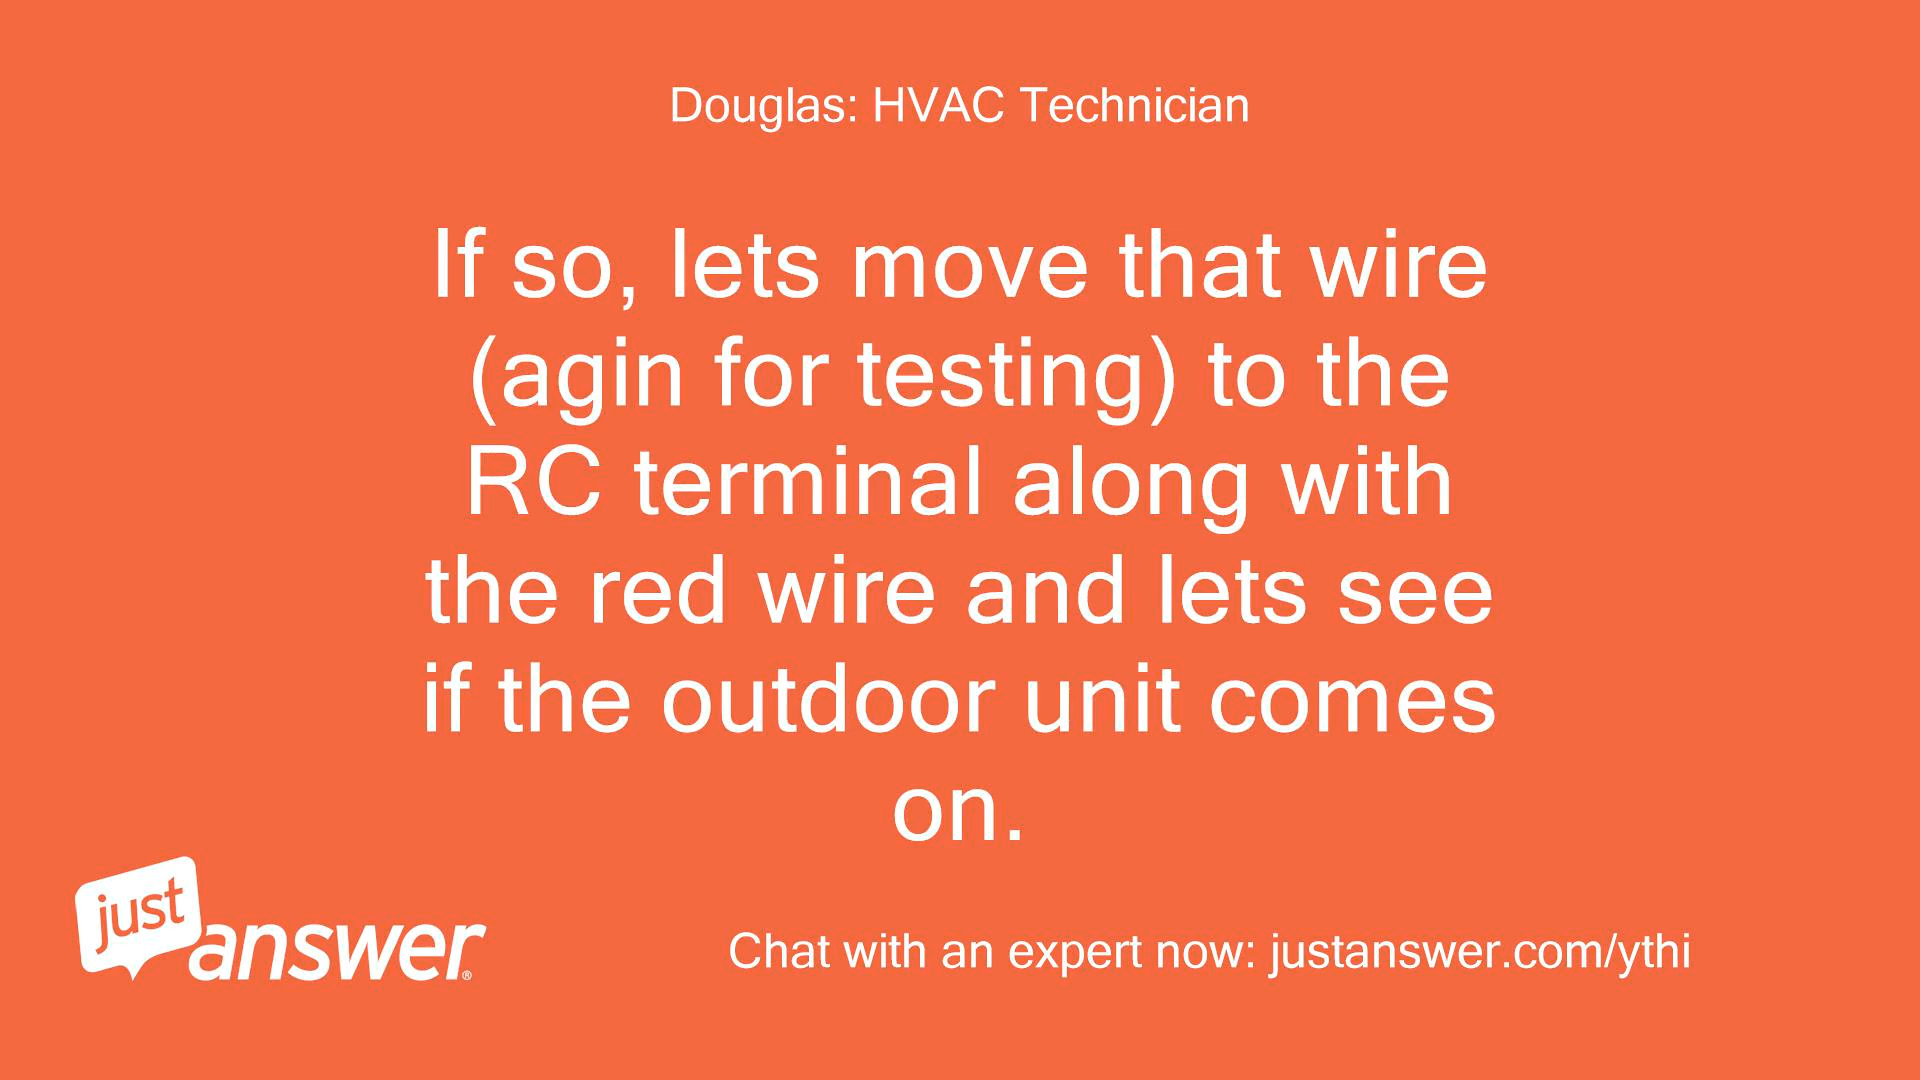 Douglas: HVAC Technician
If so, lets move that wire
(agin for testing) to the
RC terminal along with
the red wire and lets see
if the outdoor unit comes
on.
just
answer®
Chat with an expert now: justanswer.com/ythi